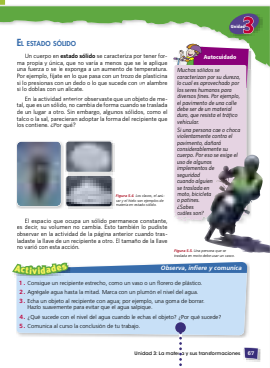 Unidad 3
EL ESTADO SÓLIDO
Un cuerpo en estado sólido se caracteriza por tener for-
ma propia y única, que no varía a menos que se le aplique
una fuerza o se le exponga a un aumento de temperatura.
Por ejemplo, fíjate en lo que pasa con un trozo de plasticina
si lo presionas con un dedo o lo que sucede con un alambre
si lo doblas con un alicate.
En la actividad anterior observaste que un objeto de me-
tal, que es un sólido, no cambia de forma cuando se traslada
de un lugar a otro. Sin embargo, algunos sólidos, como el
talco o la sal, parecieran adoptar la forma del recipiente que
los contiene. ¿Por qué?
Figura 5.4. Los clavos, el azú-
car y el hielo son ejemplos de
materia en estado sólido.
El espacio que ocupa un sólido permanece constante,
es decir, su volumen no cambia. Esto también lo pudiste
observar en la actividad de la página anterior cuando tras-
ladaste la llave de un recipiente a otro. El tamaño de la llave
no varió con esta acción.
Autocuidado
Muchos sólidos se
caracterizan por su dureza,
lo cual es aprovechado por
los seres humanos para
diversos fines. Por ejemplo,
el pavimento de una calle
debe ser de un material
duro, que resista el tráfico
vehicular.
Si una persona cae o choca
violentamente contra el
pavimento, dañará
considerablemente su
cuerpo. Por eso se exige el
uso de algunos
implementos de
seguridad
cuando alguien
se traslada en
moto, bicicleta
o patines.
¿Sabes
cuáles son?
Figura 5.5. Una persona que se
traslada en moto debe usar un casco.
Actividades
Observa, infiere y comunica
1. Consigue un recipiente estrecho, como un vaso o un florero de plástico.
2. Agrégale agua hasta la mitad. Marca con un plumón el nivel del agua.
3. Echa un objeto al recipiente con agua; por ejemplo, una goma de borrar.
Hazlo suavemente para evitar que el agua salpique.
4. ¿Qué sucede con el nivel del agua cuando le echas el objeto? ¿Por qué sucede?
5. Comunica al curso la conclusión de tu trabajo.
Unidad 3: La materia y sus transformaciones 67